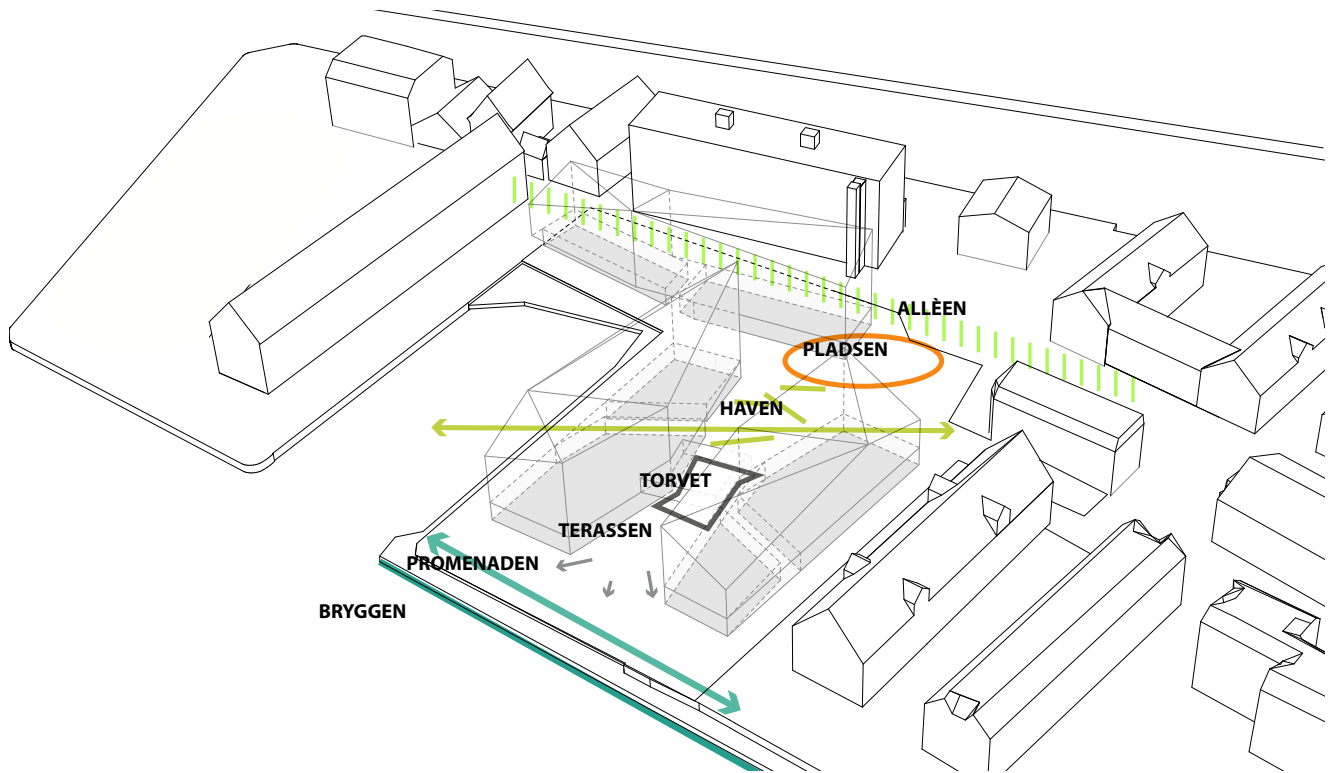 ALLÈEN
PLADSEN
HAVEN
TORVET
TERASSEN
PROMENADEN
BRYGGEN